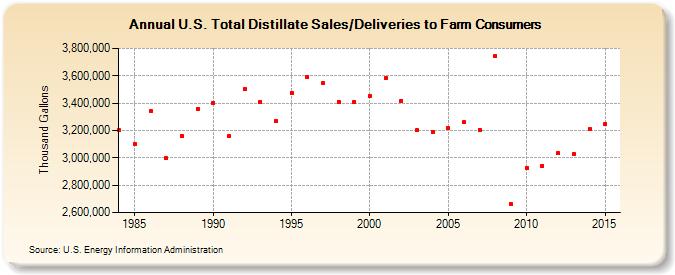 Annual U.S. Total Distillate Sales/Deliveries to Farm Consumers
Thousand Gallons
3,800,000
3,600,000
3,400,000
3,200,000
3,000,000
2,800,000
2,600,000
1985 1990 1995 2000 2005 2010 2015
Source: U.S. Energy Information Administration